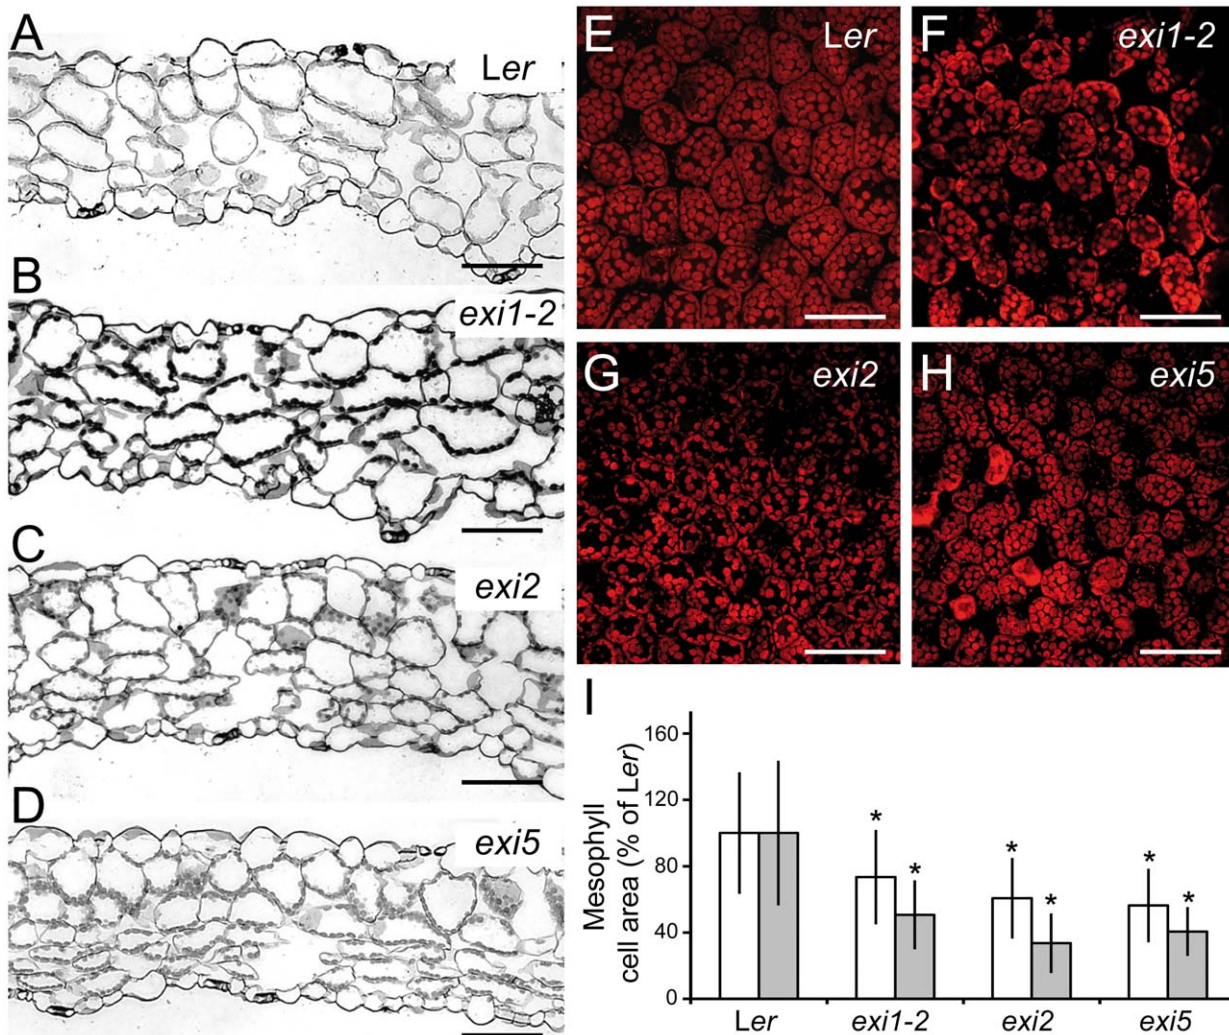 A
Ler
B
exi1-2
C
exi2
D
exi5
E
Ler
F
exi1-2
G
exi2
H
exi5
I
Mesophyll
cell area (% of Ler)
160
120
80
40
0
*
*
*
*
*
*
Ler
exi1-2
exi2
exi5